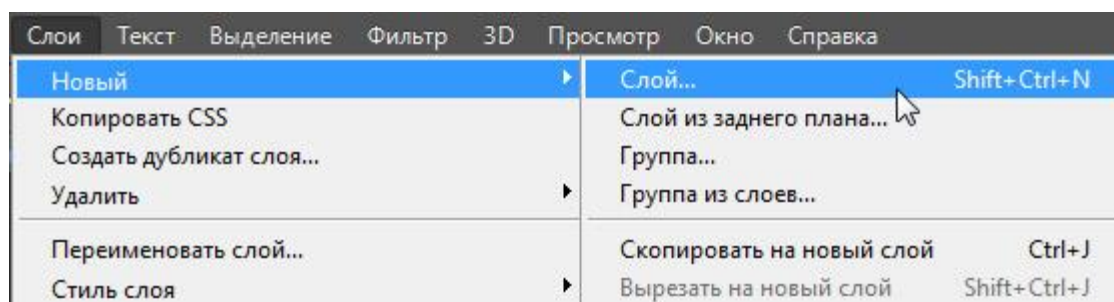 Слои Текст Выделение Фильтр 3D Просмотр Окно Справка
Новый
Копировать CSS
Создать дубликат слоя...
Удалить
Переименовать слой...
Стиль слоя
Слой... Shift+Ctrl+N
Слой из заднего плана...
Группа...
Группа из слоев...
Скопировать на новый слой Ctrl+J
Вырезать на новый слой Shift+Ctrl+J